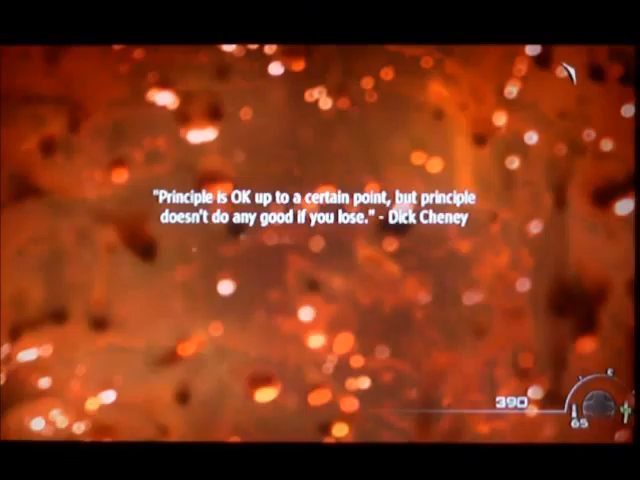 "Principle is OK up to a certain point, but principle
doesn't do any good if you lose." - Dick Cheney
390
65